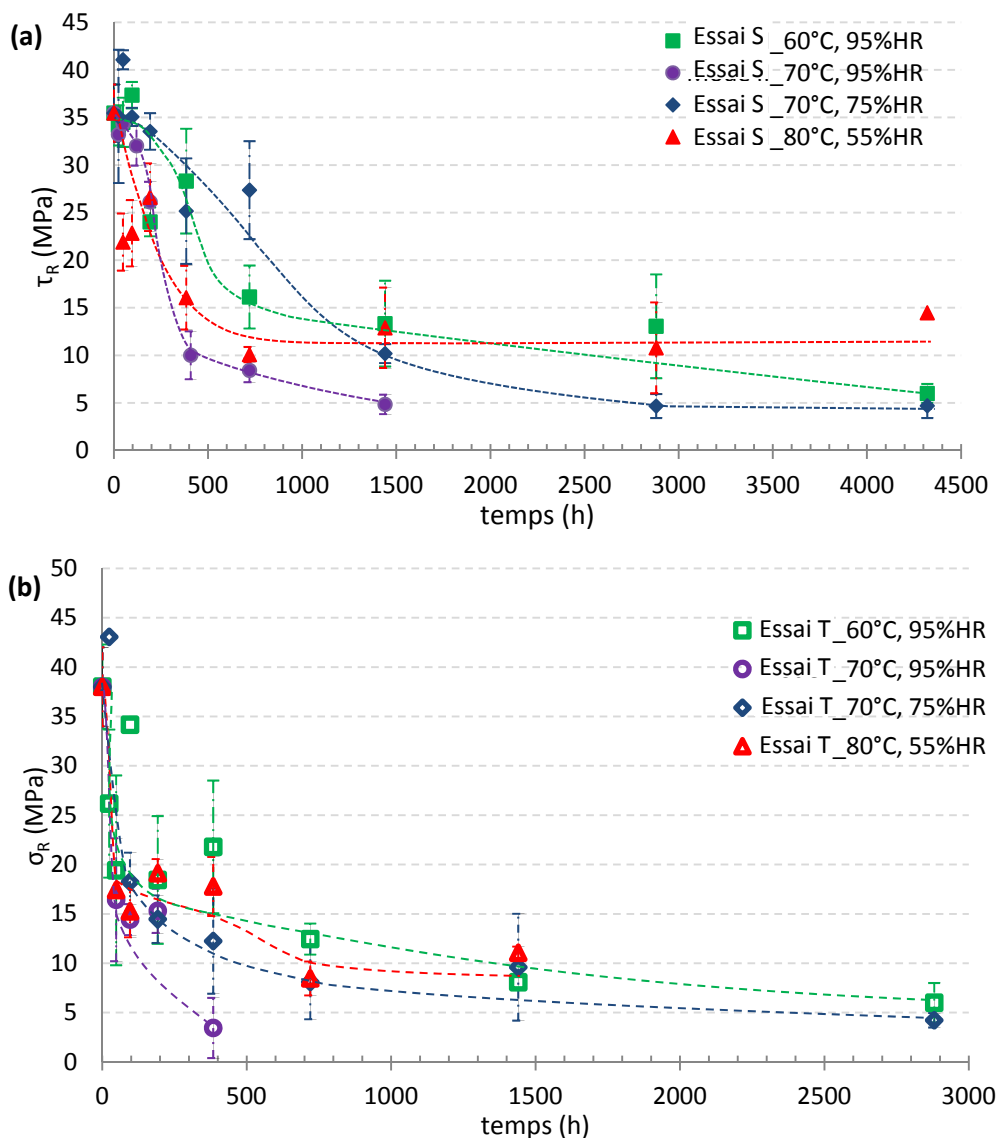 (a)
45
40
35
30
25
20
15
10
5
0
τR (MPa)
Essai S _60°C, 95%HR
Essai S _70°C, 95%HR
Essai S _70°C, 75%HR
Essai S _80°C, 55%HR
0 500 1000 1500 2000 2500 3000 3500 4000 4500
temps (h)
(b)
50
45
40
35
30
25
20
15
10
5
0
σR (MPa)
Essai T_60°C, 95%HR
Essai T_70°C, 95%HR
Essai T_70°C, 75%HR
Essai T_80°C, 55%HR
0 500 1000 1500 2000 2500 3000
temps (h)